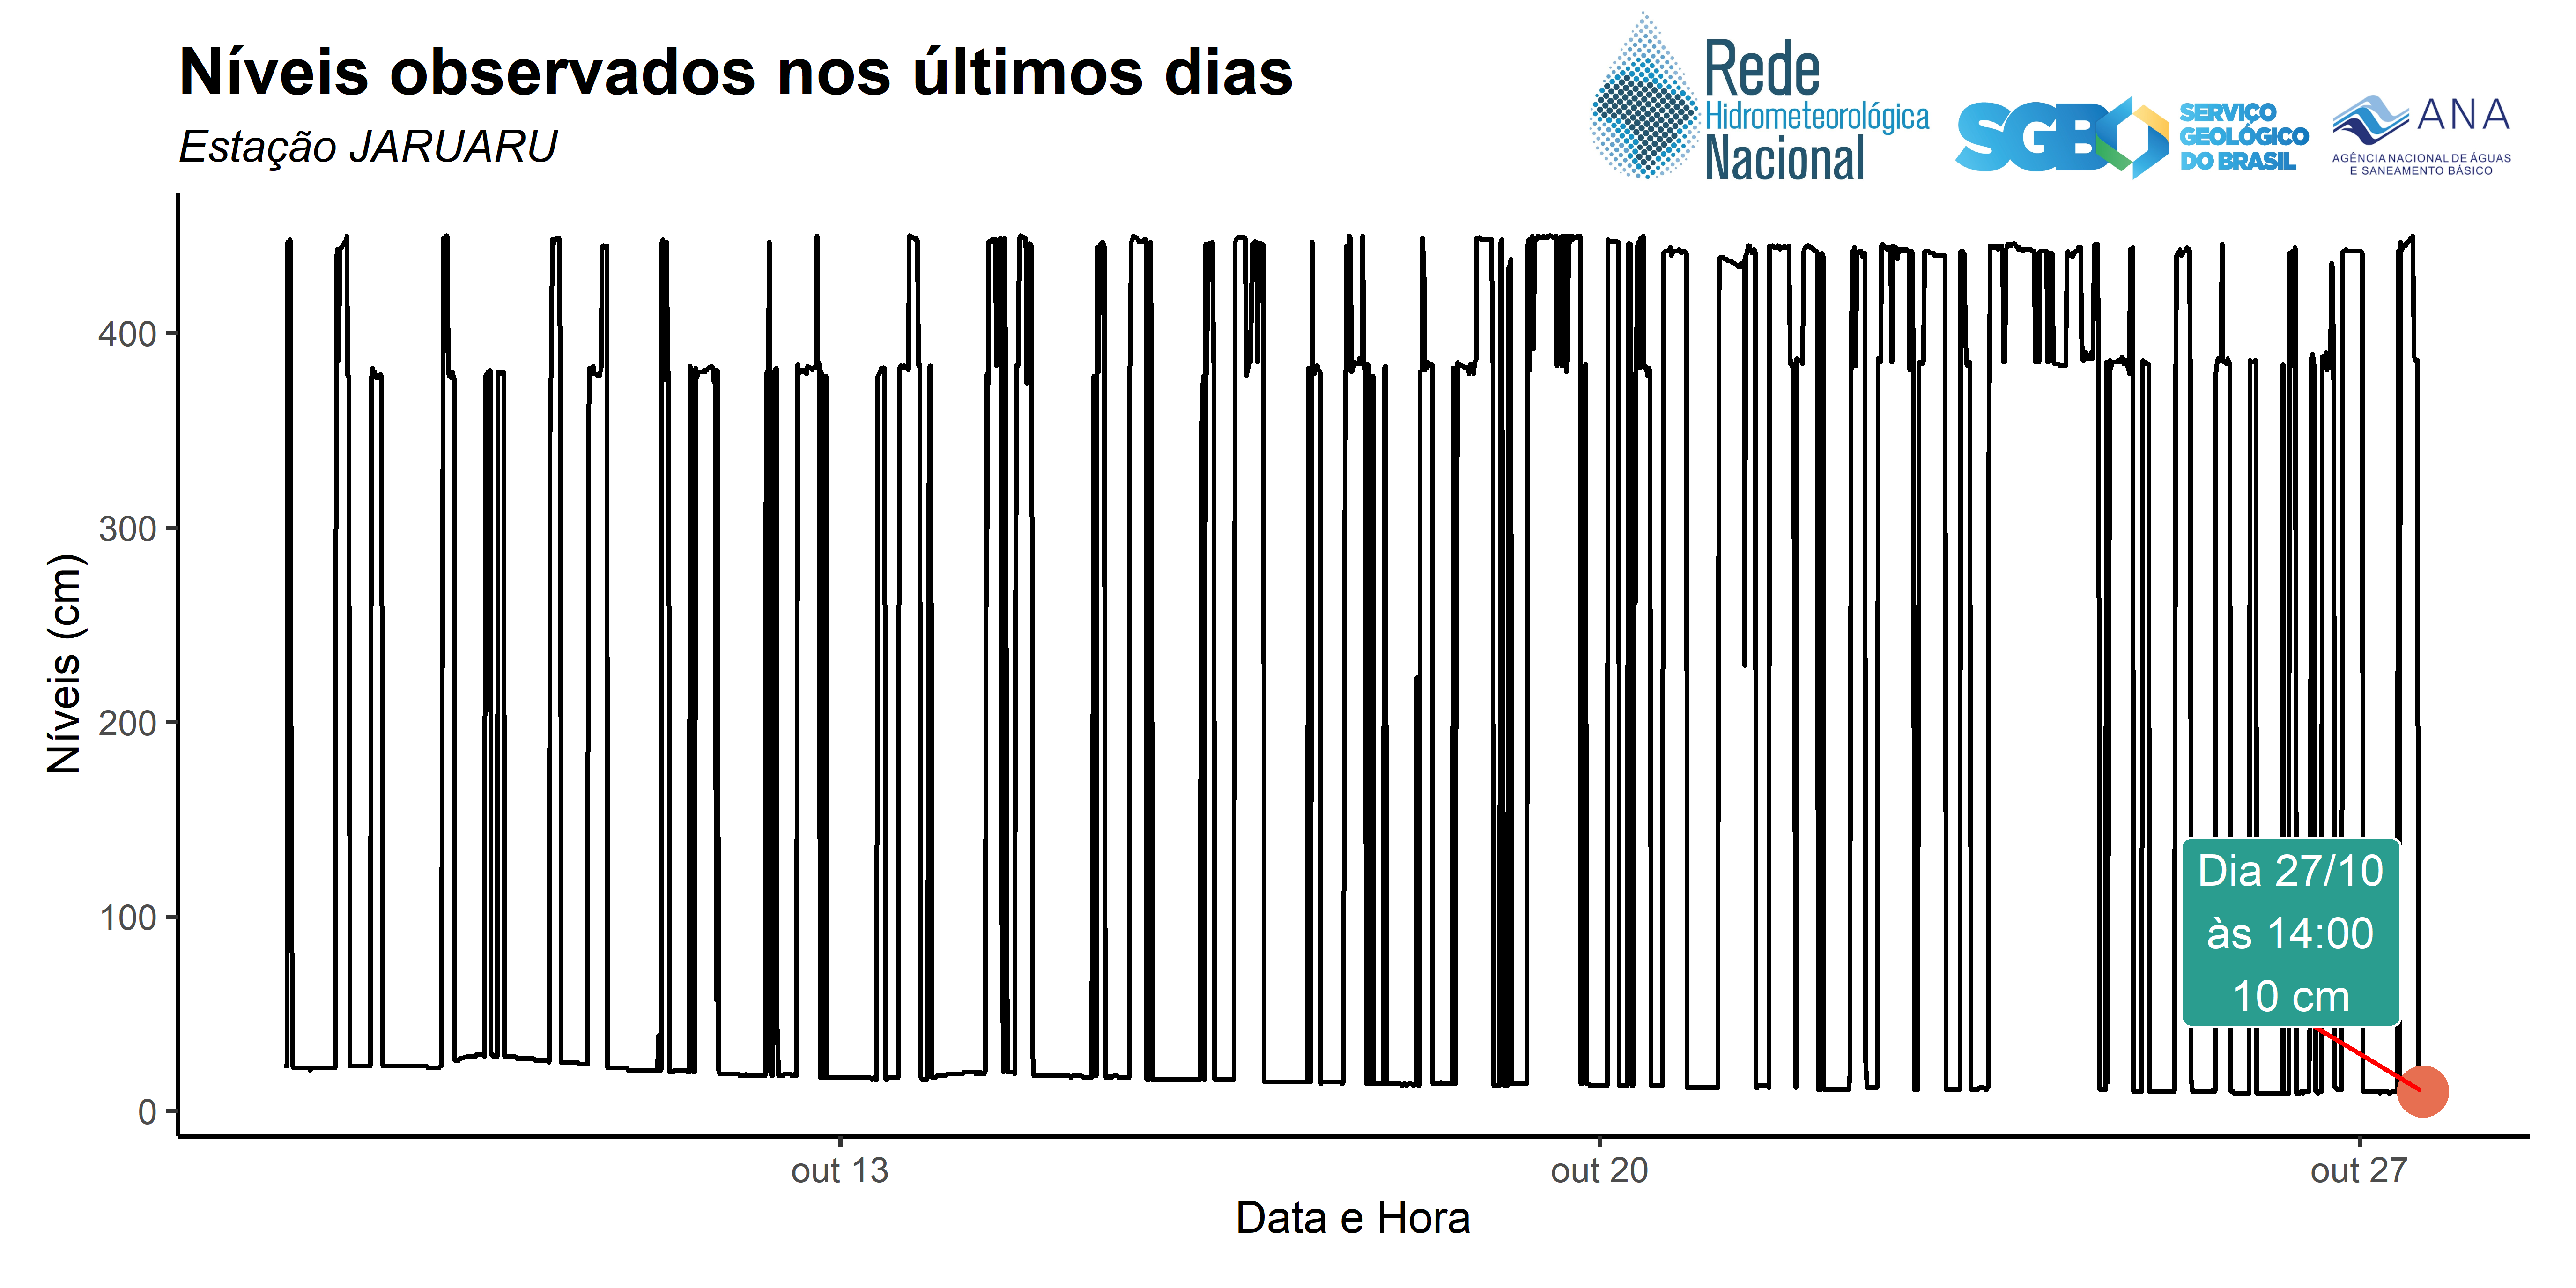 Níveis observados nos últimos dias
Estação JARUARU
Rede
Hidrometeorológica
Nacional
SGB
SERVIÇO
GEOLÓGICO
DO BRASIL
ANA
AGÊNCIA NACIONAL DE ÁGUAS
E SANEAMENTO BÁSICO
Níveis (cm)
400
300
200
100
0
Dia 27/10
às 14:00
10 cm
out 13
out 20
out 27
Data e Hora